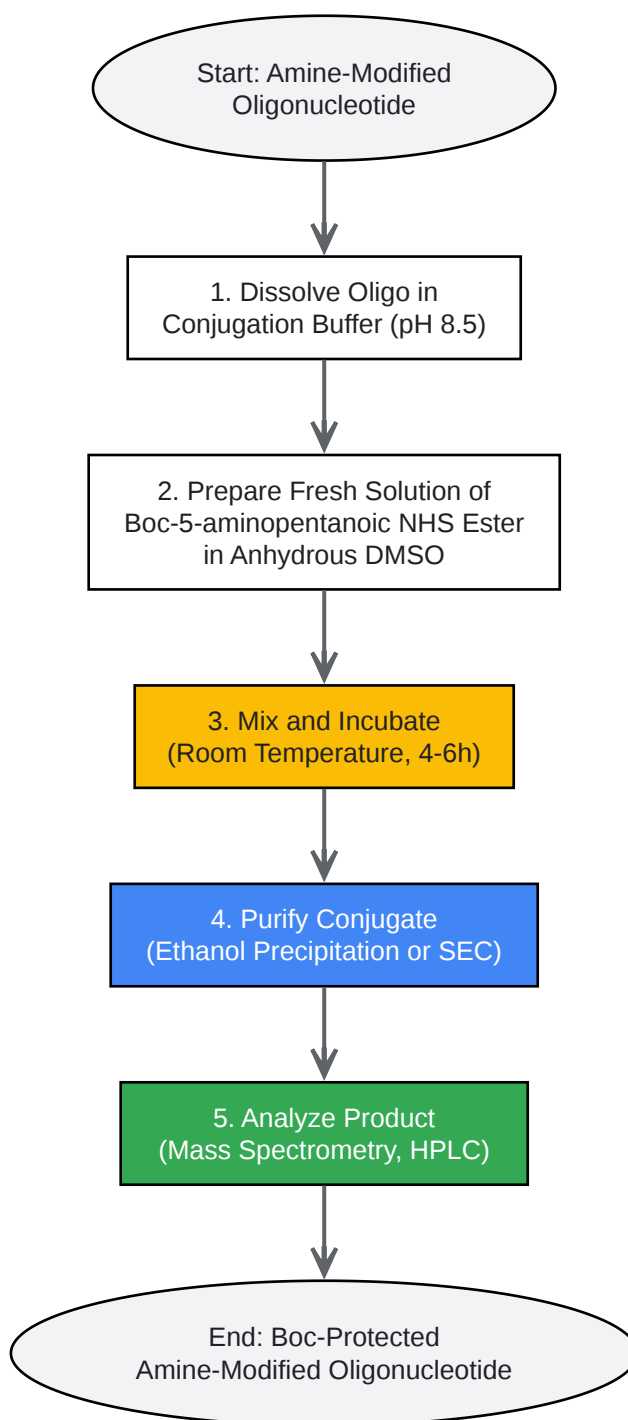 Start: Amine-Modified
Oligonucleotide
1. Dissolve Oligo in
Conjugation Buffer (pH 8.5)
2. Prepare Fresh Solution of
Boc-5-aminopentanoic NHS Ester
in Anhydrous DMSO
3. Mix and Incubate
(Room Temperature, 4-6h)
4. Purify Conjugate
(Ethanol Precipitation or SEC)
5. Analyze Product
(Mass Spectrometry, HPLC)
End: Boc-Protected
Amine-Modified Oligonucleotide